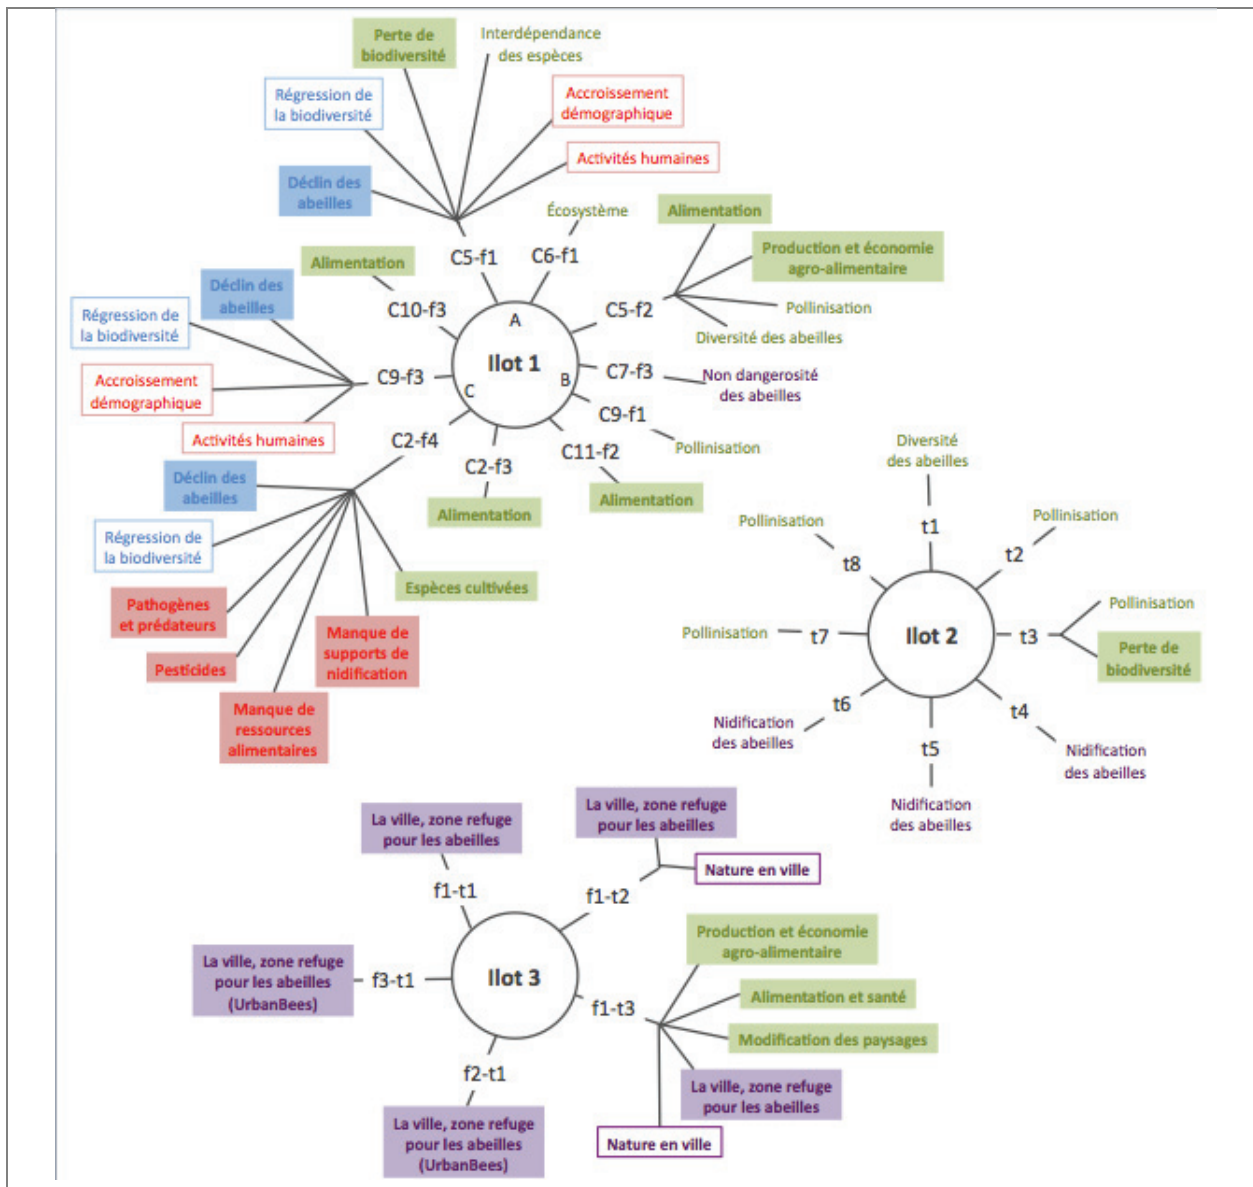 Perte de
biodiversité
Interdépendance
des espèces
Régression de
la biodiversité
Accroissement
démographique
Activités humaines
Déclin des
abeilles
Écosystème
Alimentation
Production et économie
agro-alimentaire
Pollinisation
Diversité des abeilles
Alimentation
C5-f1
C6-f1
C5-f2
C10-f3
Déclin des
abeilles
Régression de
la biodiversité
Accroissement
démographique
Activités humaines
C9-f3
A
Ilot 1
B
C
C7-f3
Non dangerosité
des abeilles
C9-f1
Pollinisation
C11-f2
Alimentation
C2-f3
Alimentation
C2-f4
Déclin des
abeilles
Régression de
la biodiversité
Pathogènes
et prédateurs
Pesticides
Manque de
ressources
alimentaires
Manque de
supports de
nidification
Espèces cultivées
Diversité
des abeilles
t1
Pollinisation
t2
Pollinisation
t8
Pollinisation
t7
Ilot 2
t3
Pollinisation
Perte de
biodiversité
t6
Nidification
des abeilles
t5
Nidification
des abeilles
t4
Nidification
des abeilles
La ville, zone refuge
pour les abeilles
f1-t1
La ville, zone refuge
pour les abeilles
Nature en ville
f1-t2
La ville, zone refuge
pour les abeilles
(UrbanBees)
f3-t1
Ilot 3
f1-t3
Production et économie
agro-alimentaire
Alimentation et santé
Modification des paysages
La ville, zone refuge
pour les abeilles
Nature en ville
f2-t1
La ville, zone refuge
pour les abeilles
(UrbanBees)